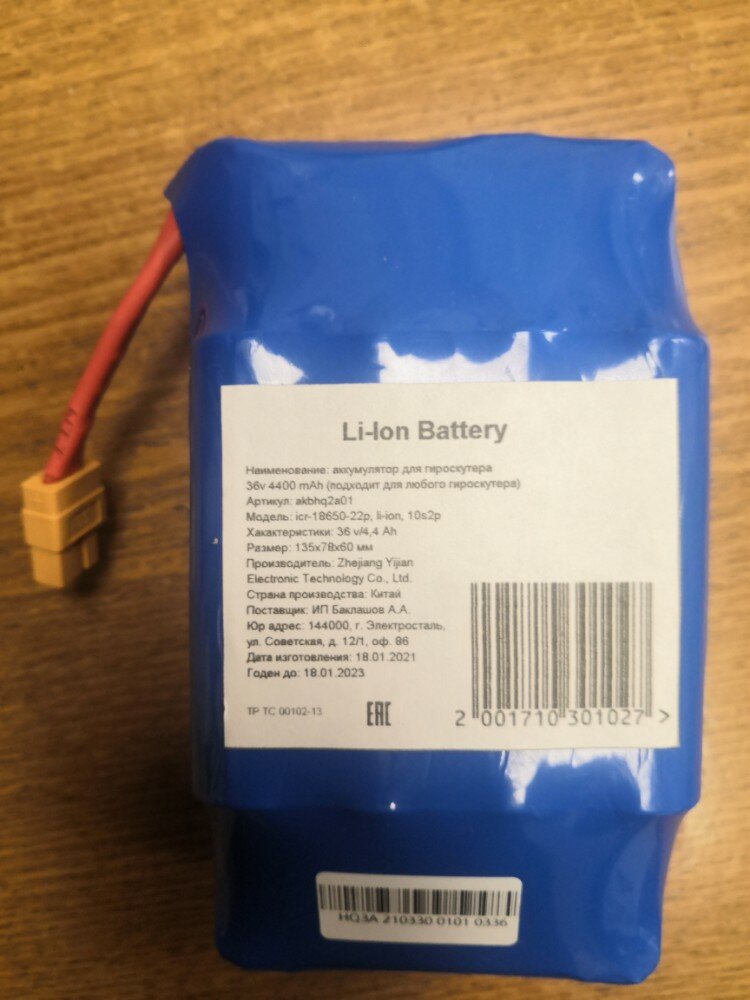 Li-Ion Battery
Наименование: аккумулятор для гироскутера
36v 4400 mAh (подходит для любого гироскутера)
Артикул: akbhq2a01
Модель: icr-18650-22p, li-ion, 10s2p
Хакактеристики: 36 v/4,4 Ah
Размер: 135x78x60 мм
Производитель: Zhejiang Yijian
Electronic Technology Co., Ltd.
Страна производства: Китай
Поставщик: ИП Баклашов А.А.
Юр адрес: 144000, г. Электросталь,
ул. Советская, д. 12/1, оф. 86
Дата изготовления: 18.01.2021
Годен до: 18.01.2023
ТР ТС 00102-13
EAC
2 001710 301027 >
HQ3A 210330 0101 0336